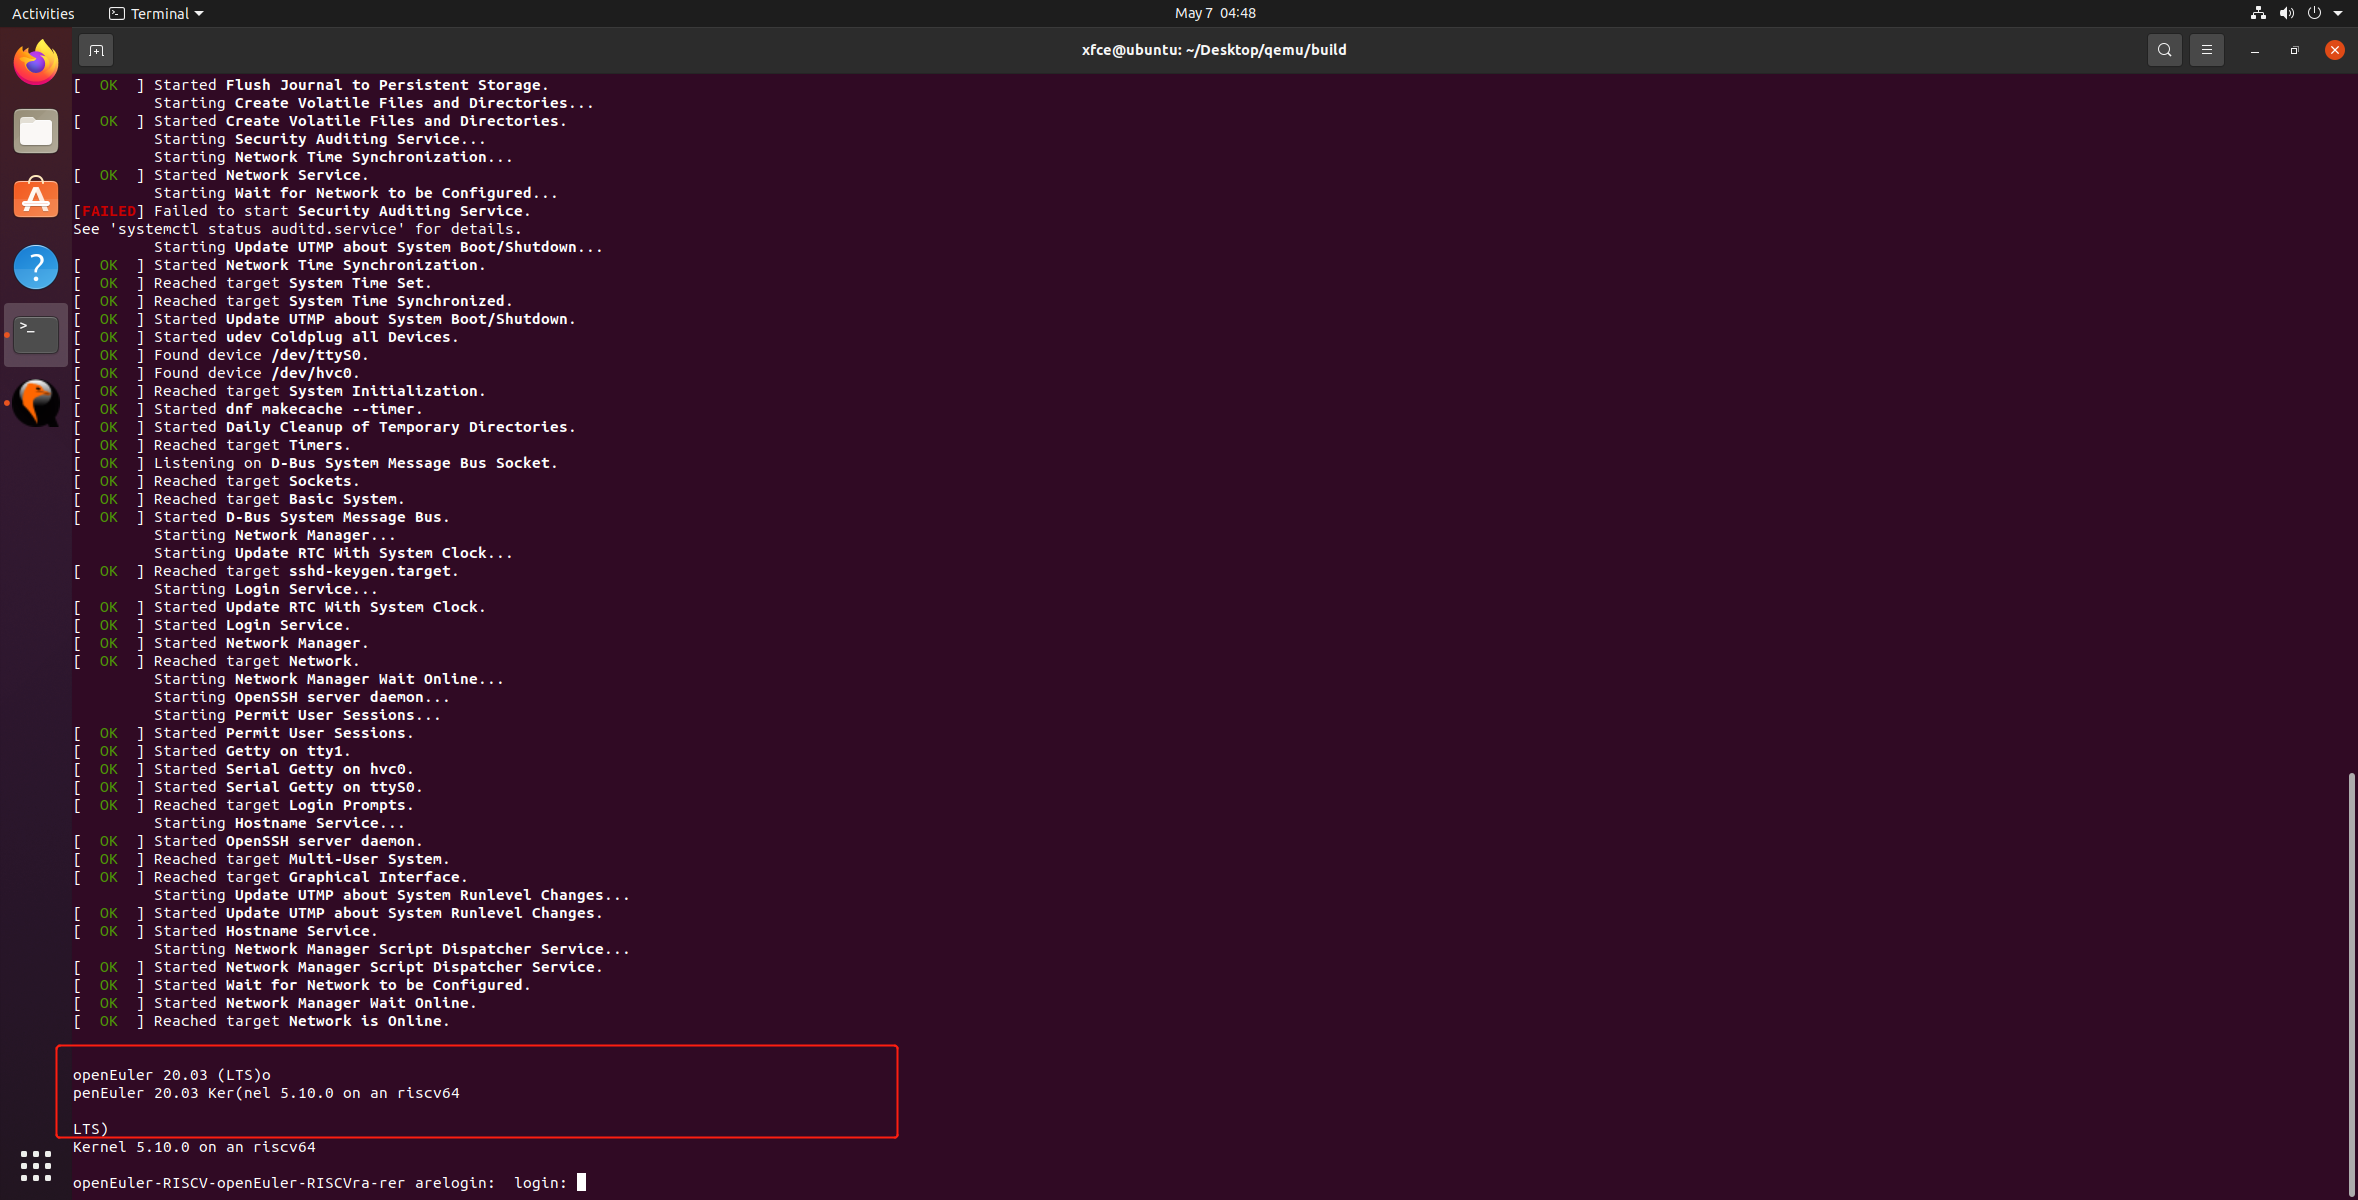 Activities
Terminal
May 7 04:48
xfce@ubuntu: ~/Desktop/qemu/build
[  OK  ] Started Flush Journal to Persistent Storage.
         Starting Create Volatile Files and Directories...
[  OK  ] Started Create Volatile Files and Directories.
         Starting Security Auditing Service...
         Starting Network Time Synchronization...
[  OK  ] Started Network Service.
         Starting Wait for Network to be Configured...
[FAILED] Failed to start Security Auditing Service.
See 'systemctl status auditd.service' for details.
         Starting Update UTMP about System Boot/Shutdown...
[  OK  ] Started Network Time Synchronization.
[  OK  ] Reached target System Time Set.
[  OK  ] Reached target System Time Synchronized.
[  OK  ] Started Update UTMP about System Boot/Shutdown.
[  OK  ] Started udev Coldplug all Devices.
[  OK  ] Found device /dev/ttyS0.
[  OK  ] Found device /dev/hvc0.
[  OK  ] Reached target System Initialization.
[  OK  ] Started dnf makecache --timer.
[  OK  ] Started Daily Cleanup of Temporary Directories.
[  OK  ] Reached target Timers.
[  OK  ] Listening on D-Bus System Message Bus Socket.
[  OK  ] Reached target Sockets.
[  OK  ] Reached target Basic System.
[  OK  ] Started D-Bus System Message Bus.
         Starting Network Manager...
         Starting Update RTC With System Clock...
[  OK  ] Reached target sshd-keygen.target.
         Starting Login Service...
[  OK  ] Started Update RTC With System Clock.
[  OK  ] Started Login Service.
[  OK  ] Started Network Manager.
[  OK  ] Reached target Network.
         Starting Network Manager Wait Online...
         Starting OpenSSH server daemon...
         Starting Permit User Sessions...
[  OK  ] Started Permit User Sessions.
[  OK  ] Started Getty on tty1.
[  OK  ] Started Serial Getty on hvc0.
[  OK  ] Started Serial Getty on ttyS0.
[  OK  ] Reached target Login Prompts.
         Starting Hostname Service...
[  OK  ] Started OpenSSH server daemon.
[  OK  ] Reached target Multi-User System.
[  OK  ] Reached target Graphical Interface.
         Starting Update UTMP about System Runlevel Changes...
[  OK  ] Started Update UTMP about System Runlevel Changes.
[  OK  ] Started Hostname Service.
         Starting Network Manager Script Dispatcher Service...
[  OK  ] Started Network Manager Script Dispatcher Service.
[  OK  ] Started Wait for Network to be Configured.
[  OK  ] Started Network Manager Wait Online.
[  OK  ] Reached target Network is Online.
openEuler 20.03 (LTS)o
penEuler 20.03 Ker(nel 5.10.0 on an riscv64
LTS)
Kernel 5.10.0 on an riscv64
openEuler-RISCV-openEuler-RISCVra-rer arelogin:  login: